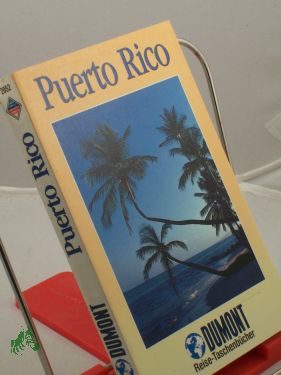 Puerto Rico
DUMONT
Reise-Taschenbücher
Puerto Rico
DUMONT